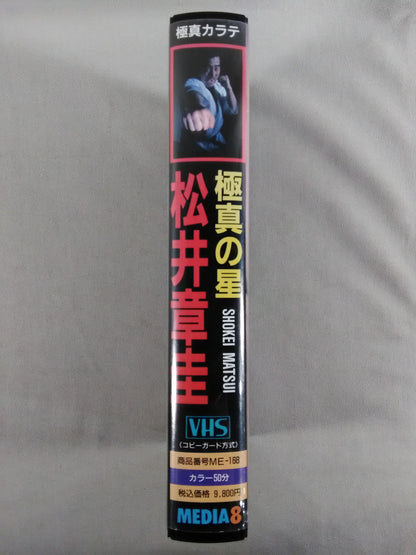 極真カラテ
極真の星
松井章圭
SHOKEI MATSUI
VHS
〈コピーガード方式〉
商品番号ME-168
カラー50分
税込価格 9,800円
MEDIA8